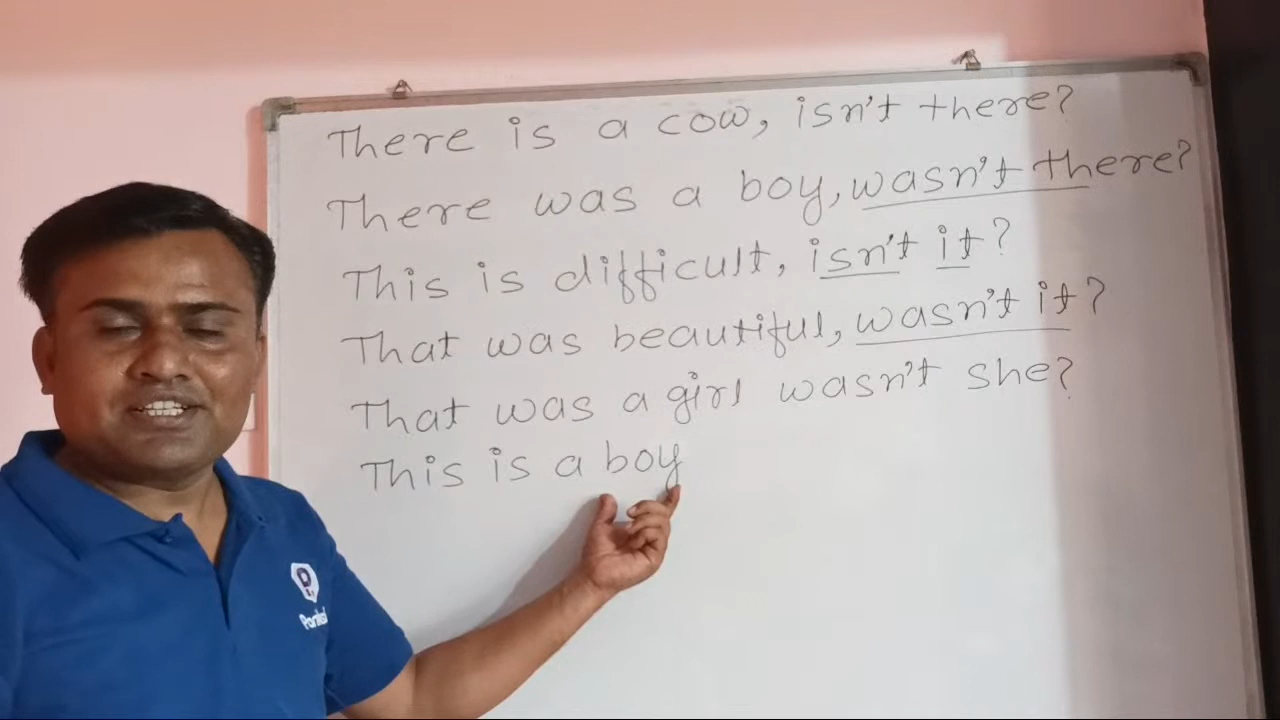 There is a cow, isn't there?
There was a boy, wasn't there?
This is difficult, isn't it?
That was beautiful, wasn't it?
That was a girl wasn't she?
This is a boy